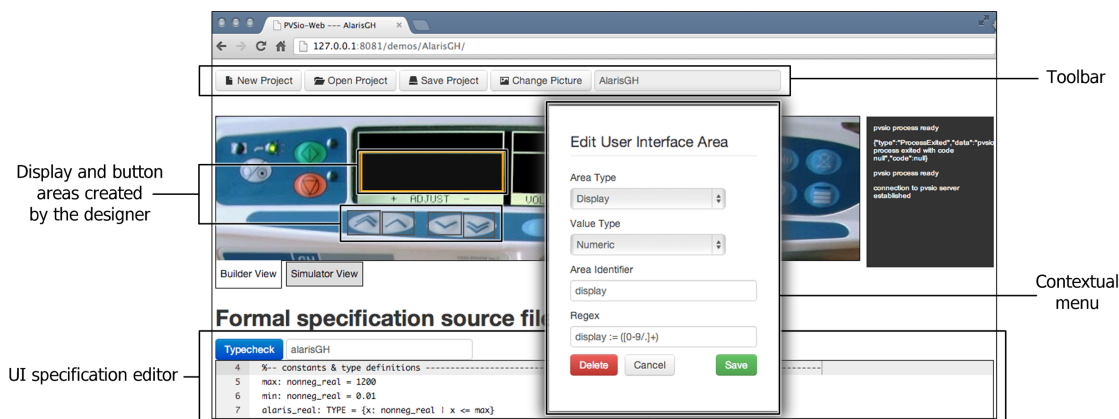 PVSio-Web --- AlarisGH
127.0.0.1:8081/demos/AlarisGH/
New Project Open Project Save Project Change Picture AlarisGH
Toolbar
Display and button
areas created
by the designer
+ ADJUST - VOL
pvsio process ready
{"type":"ProcessExited","data":"pvsio
process exited with code
null","code":null}
pvsio process ready
connection to pvsio server
established
Edit User Interface Area
Area Type
Display
Value Type
Numeric
Area Identifier
display
Regex
display := ([0-9/.]+)
Delete Cancel Save
Contextual
menu
Builder View Simulator View
Formal specification source file
Typecheck alarisGH
UI specification editor
4 %-- constants & type definitions ----------------------------
5 max: nonneg_real = 1200
6 min: nonneg_real = 0.01
7 alaris_real: TYPE = {x: nonneg_real | x <= max}